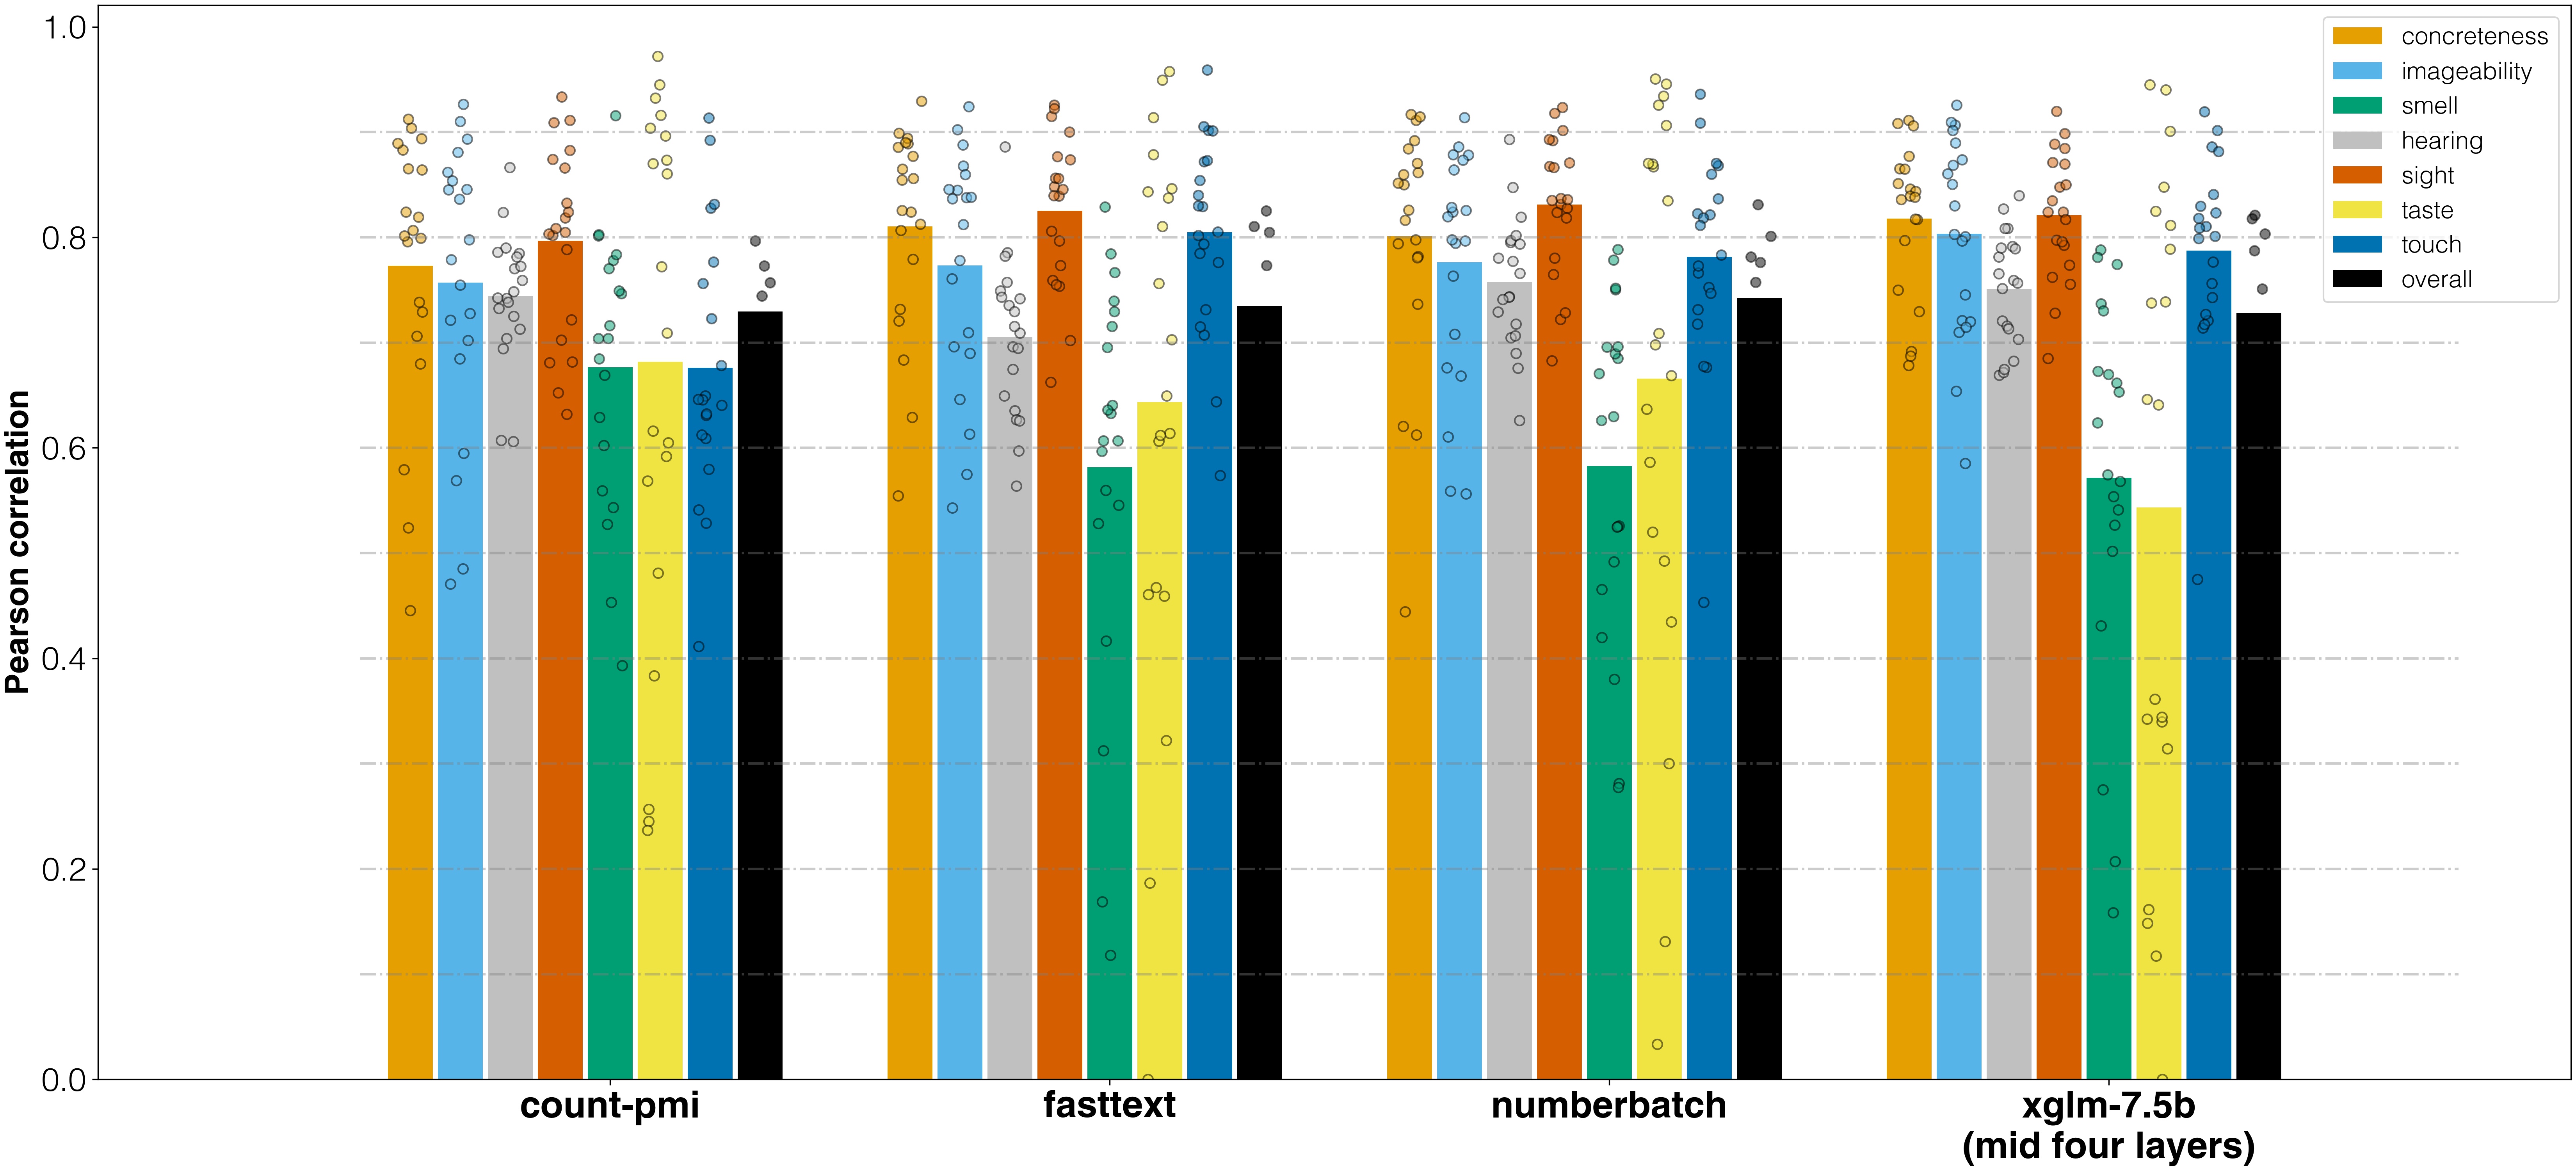 1.0
0.8
0.6
0.4
0.2
0.0
Pearson correlation
concreteness
imageability
smell
hearing
sight
taste
touch
overall
count-pmi
fasttext
numberbatch
xglm-7.5b
(mid four layers)